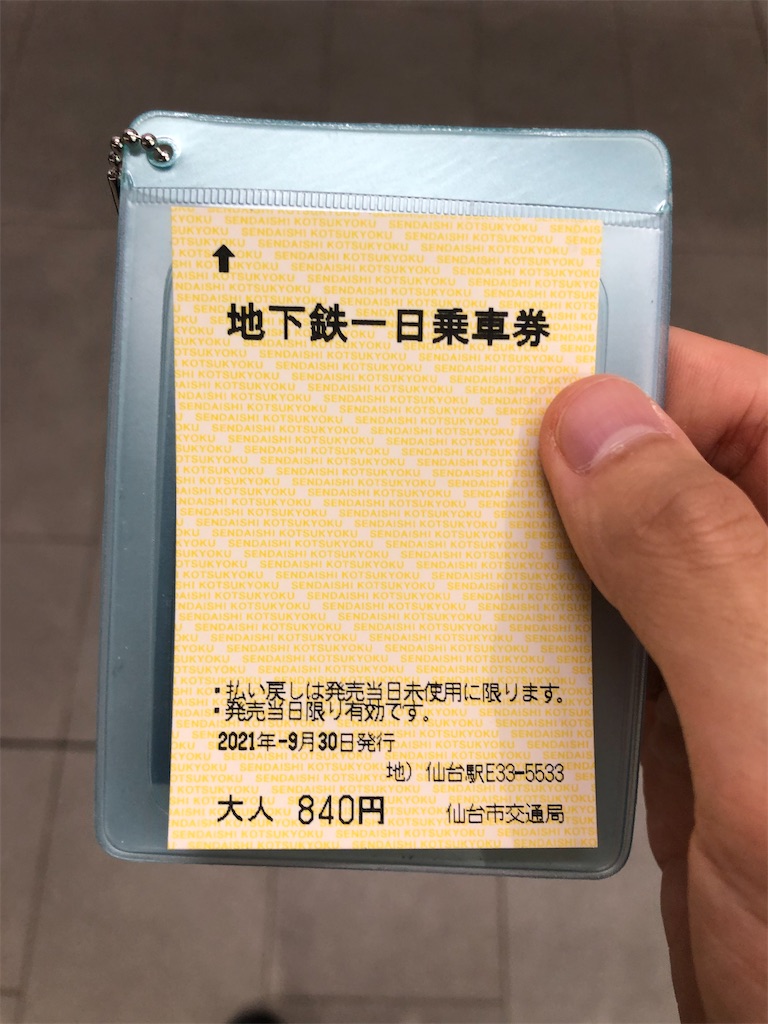 ↑
地下鉄一日乗車券
・払い戻しは発売当日未使用に限ります。
・発売当日限り有効です。
2021年-9月30日発行
地) 仙台駅E33-5533
大人 840円 仙台市交通局
SENDAISHI KOTSUKYOKU